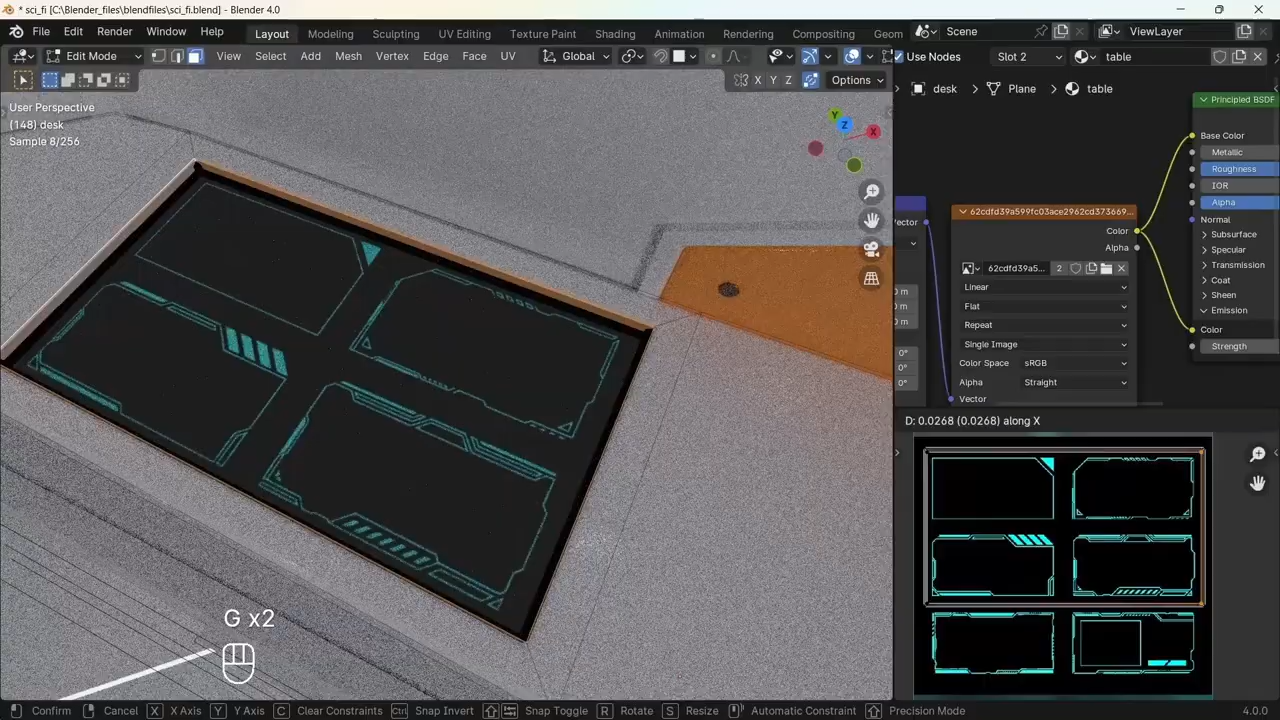 * sci_fi [C:\Blender_files\blendfiles\sci_fi.blend] - Blender 4.0
File Edit Render Window Help Layout Modeling Sculpting UV Editing Texture Paint Shading Animation Rendering Compositing Geom Scene ViewLayer
Edit Mode View Select Add Mesh Vertex Edge Face UV Global Use Nodes Slot 2 table
X Y Z Options
desk Plane table
User Perspective
(148) desk
Sample 8/256
Y Z X
Principled BSDF
Base Color
Metallic
Roughness
IOR
Alpha
Normal
Subsurface
Specular
Transmission
Coat
Sheen
Emission
Color
Strength
Vector
0 m
0 m
0 m
0°
0°
0°
62cdfd39a599fc03ace2962cd373669...
Color
Alpha
62cdfd39a5... 2
Linear
Flat
Repeat
Single Image
Color Space sRGB
Alpha Straight
Vector
D: 0.0268 (0.0268) along X
G x2
Confirm Cancel X X Axis Y Y Axis C Clear Constraints Ctrl Snap Invert Snap Toggle R Rotate S Resize Automatic Constraint Precision Mode 4.0.0